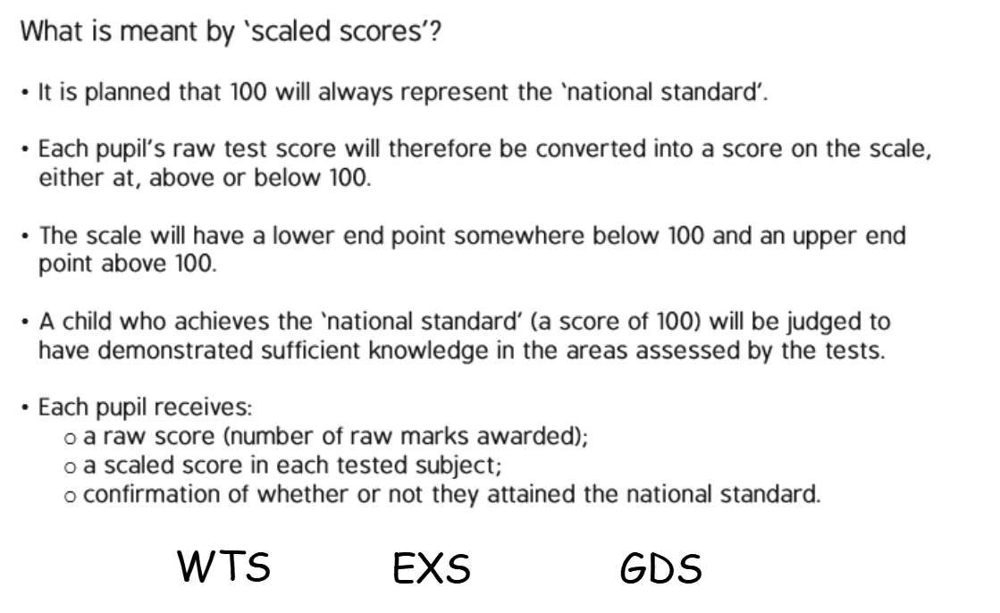 What is meant by ‘scaled scores’?
• It is planned that 100 will always represent the ‘national standard’.
• Each pupil’s raw test score will therefore be converted into a score on the scale,
either at, above or below 100.
• The scale will have a lower end point somewhere below 100 and an upper end
point above 100.
• A child who achieves the ‘national standard’ (a score of 100) will be judged to
have demonstrated sufficient knowledge in the areas assessed by the tests.
• Each pupil receives:
o a raw score (number of raw marks awarded);
o a scaled score in each tested subject;
o confirmation of whether or not they attained the national standard.
WTS EXS GDS